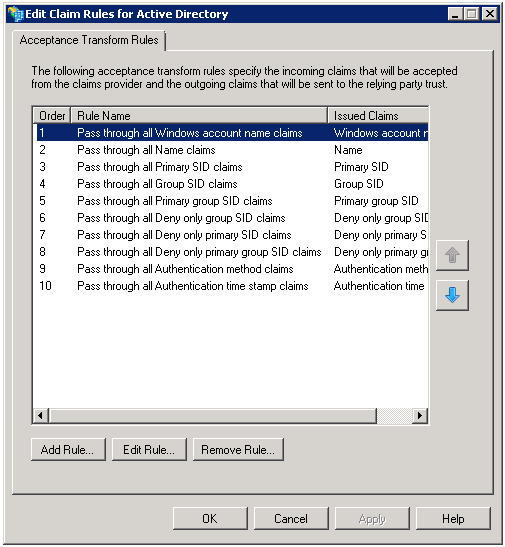 Edit Claim Rules for Active Directory
Acceptance Transform Rules
The following acceptance transform rules specify the incoming claims that will be accepted
from the claims provider and the outgoing claims that will be sent to the relying party trust.
Order Rule Name Issued Claims
1 Pass through all Windows account name claims Windows account n
2 Pass through all Name claims Name
3 Pass through all Primary SID claims Primary SID
4 Pass through all Group SID claims Group SID
5 Pass through all Primary group SID claims Primary group SID
6 Pass through all Deny only group SID claims Deny only group SID
7 Pass through all Deny only primary SID claims Deny only primary S
8 Pass through all Deny only primary group SID claims Deny only primary gr
9 Pass through all Authentication method claims Authentication meth
10 Pass through all Authentication time stamp claims Authentication time
Add Rule... Edit Rule... Remove Rule...
OK Cancel Apply Help